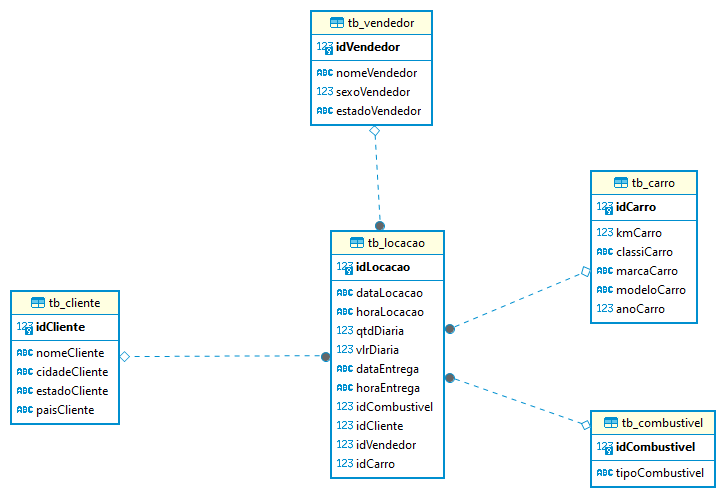 tb_vendedor
123 idVendedor
ABC nomeVendedor
123 sexoVendedor
ABC estadoVendedor
tb_carro
123 idCarro
123 kmCarro
ABC classiCarro
ABC marcaCarro
ABC modeloCarro
123 anoCarro
tb_locacao
123 idLocacao
ABC dataLocacao
ABC horaLocacao
123 qtdDiaria
123 vlrDiaria
ABC dataEntrega
ABC horaEntrega
123 idCombustivel
123 idCliente
123 idVendedor
123 idCarro
tb_cliente
123 idCliente
ABC nomeCliente
ABC cidadeCliente
ABC estadoCliente
ABC paisCliente
tb_combustivel
123 idCombustivel
ABC tipoCombustivel